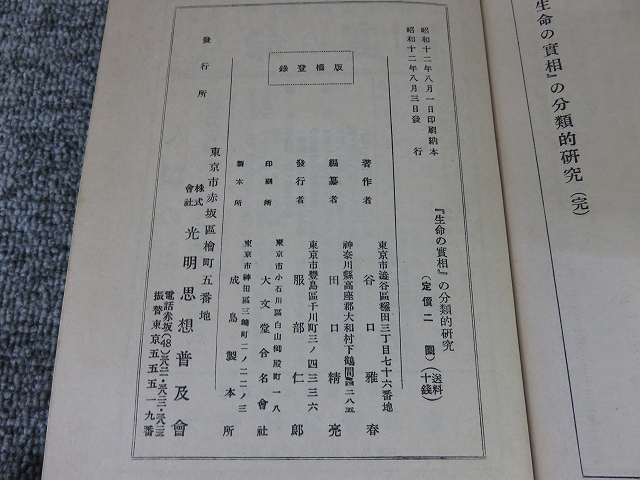 生命の實相』の分類的研究(完)
昭和十二年八月一日印刷納本
昭和十二年八月三日發行
『生命の實相』の分類的研究
(定價二圓)(送料十錢)
版權登錄
東京市澁谷區穩田三丁目七十六番地
著作者 谷口雅春
神奈川縣高座郡大和村下鶴間四二八五
編纂者 田口精亮
東京市豐島區千川町三ノ四三三六
發行者 服部仁郎
東京市小石川區白山御殿町一八
印刷所 大文堂合名會社
東京市神田區三崎町二ノ二二ノ三
製本所 成島製本所
東京市赤坂區檜町五番地
發行所 株式會社 光明思想普及會
電話赤坂(48)
振替東京五五五一九番